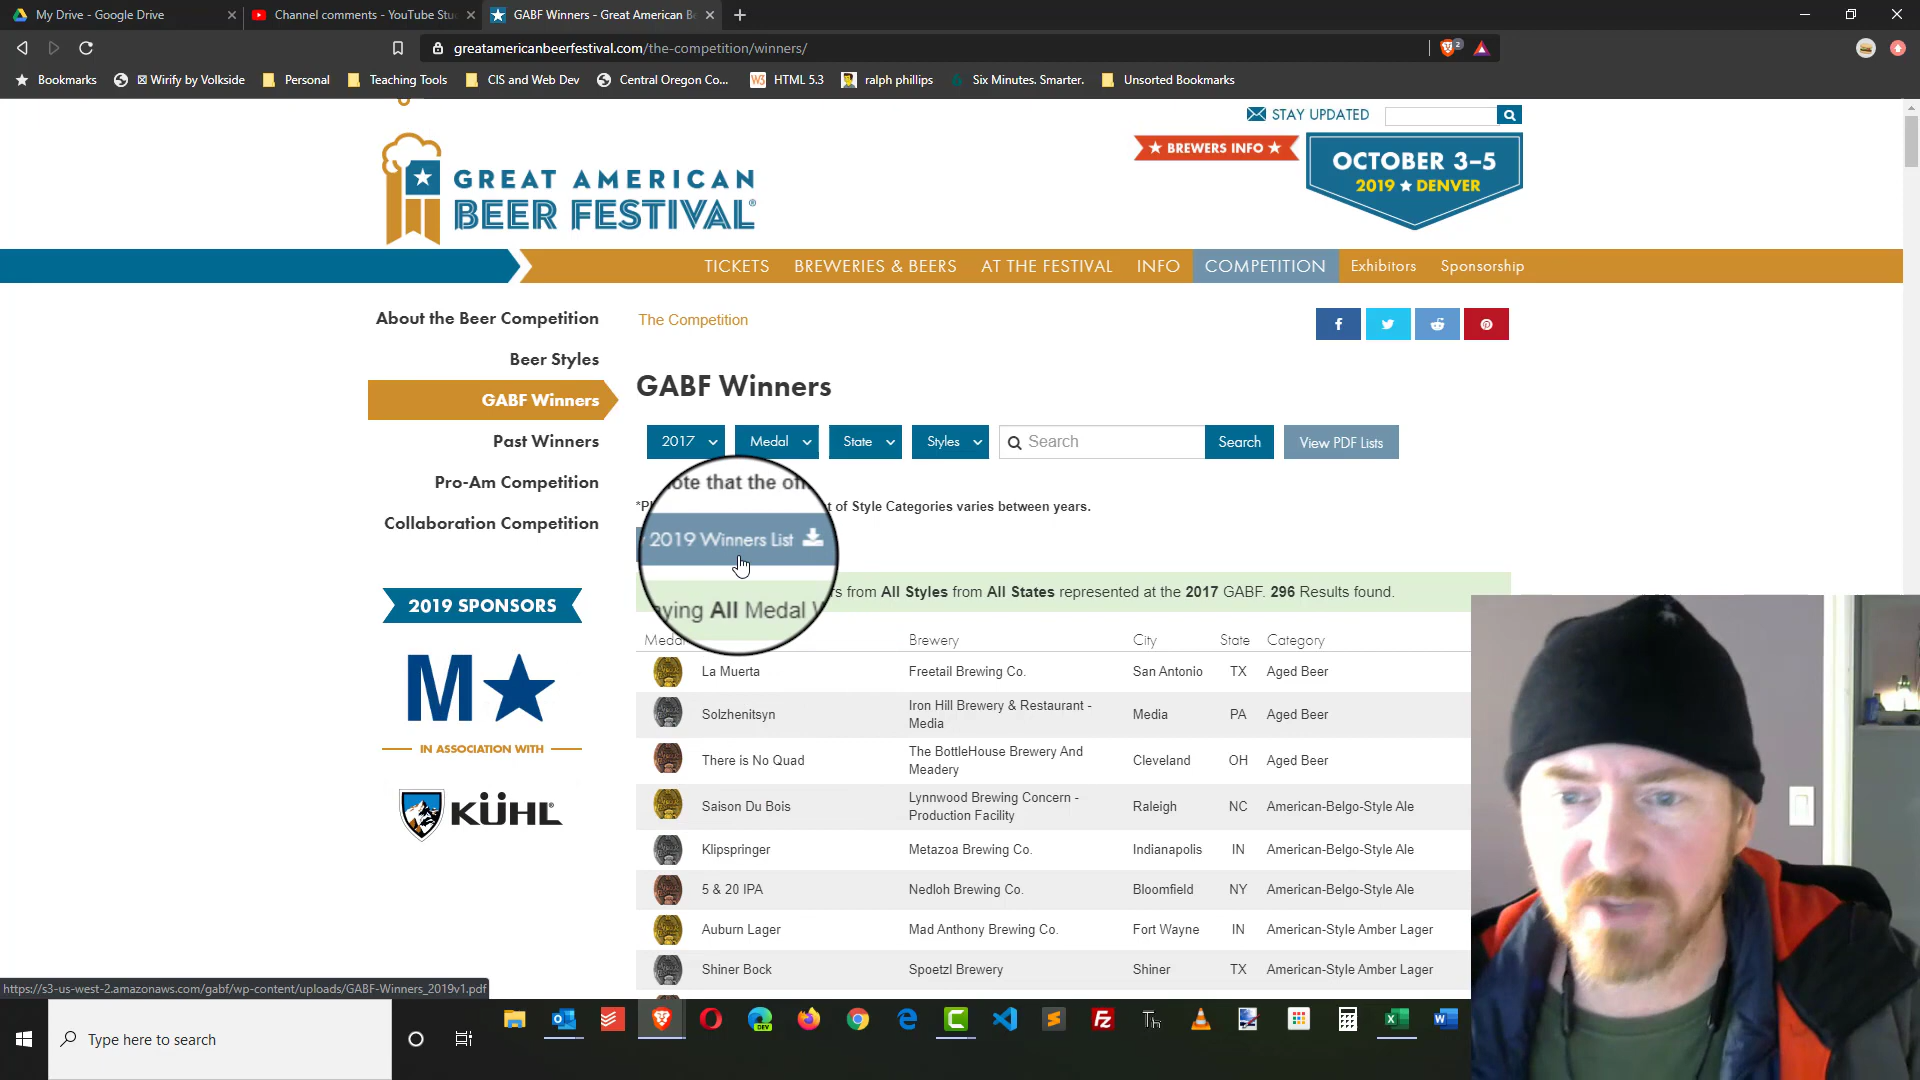 My Drive - Google Drive
Channel comments - YouTube Stu
GABF Winners - Great American Be
greatamericanbeerfestival.com/the-competition/winners/
2
Bookmarks
Wirify by Volkside
Personal
Teaching Tools
CIS and Web Dev
Central Oregon Co...
HTML 5.3
ralph phillips
Six Minutes. Smarter.
Unsorted Bookmarks
STAY UPDATED
BREWERS INFO
OCTOBER 3–5
2019 ★ DENVER
GREAT AMERICAN
BEER FESTIVAL®
TICKETS
BREWERIES & BEERS
AT THE FESTIVAL
INFO
COMPETITION
Exhibitors
Sponsorship
About the Beer Competition
Beer Styles
GABF Winners
Past Winners
Pro-Am Competition
Collaboration Competition
2019 SPONSORS
M★
IN ASSOCIATION WITH
KÜHL®
The Competition
GABF Winners
2017
Medal
State
Styles
Search
Search
View PDF Lists
ote that the of
t of Style Categories varies between years.
2019 Winners List
aying All Medal W
rs from All Styles from All States represented at the 2017 GABF. 296 Results found.
Medal Brewery City State Category
La Muerta Freetail Brewing Co. San Antonio TX Aged Beer
Solzhenitsyn Iron Hill Brewery & Restaurant - Media Media PA Aged Beer
There is No Quad The BottleHouse Brewery And Meadery Cleveland OH Aged Beer
Saison Du Bois Lynnwood Brewing Concern - Production Facility Raleigh NC American-Belgo-Style Ale
Klipspringer Metazoa Brewing Co. Indianapolis IN American-Belgo-Style Ale
5 & 20 IPA Nedloh Brewing Co. Bloomfield NY American-Belgo-Style Ale
Auburn Lager Mad Anthony Brewing Co. Fort Wayne IN American-Style Amber Lager
Shiner Bock Spoetzl Brewery Shiner TX American-Style Amber Lager
https://s3-us-west-2.amazonaws.com/gabf/wp-content/uploads/GABF-Winners_2019v1.pdf
Type here to search